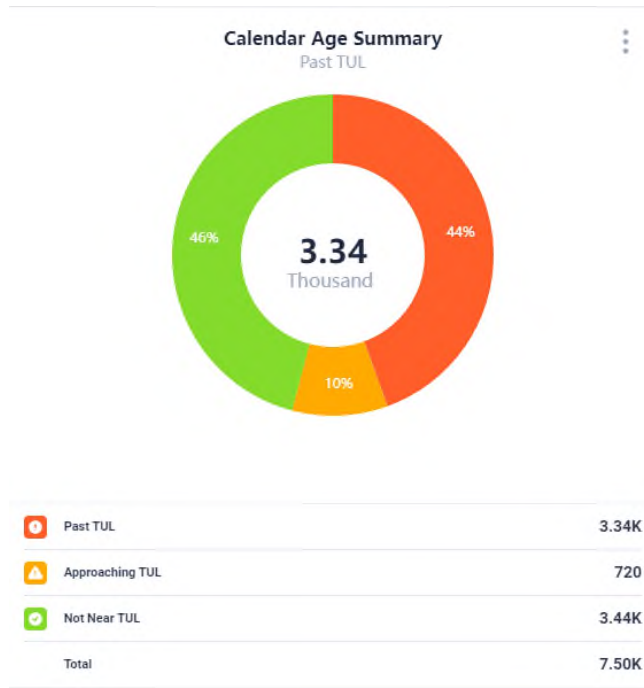 Calendar Age Summary
Past TUL
46%
44%
3.34
Thousand
10%
Past TUL 3.34K
Approaching TUL 720
Not Near TUL 3.44K
Total 7.50K